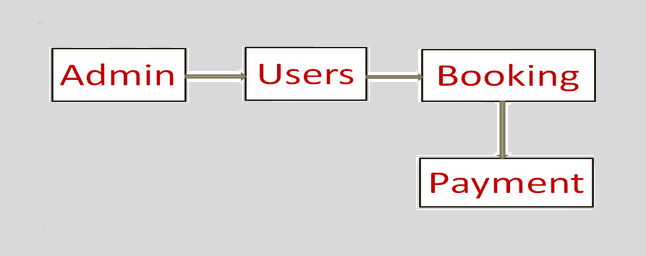 Admin
Users
Booking
Payment